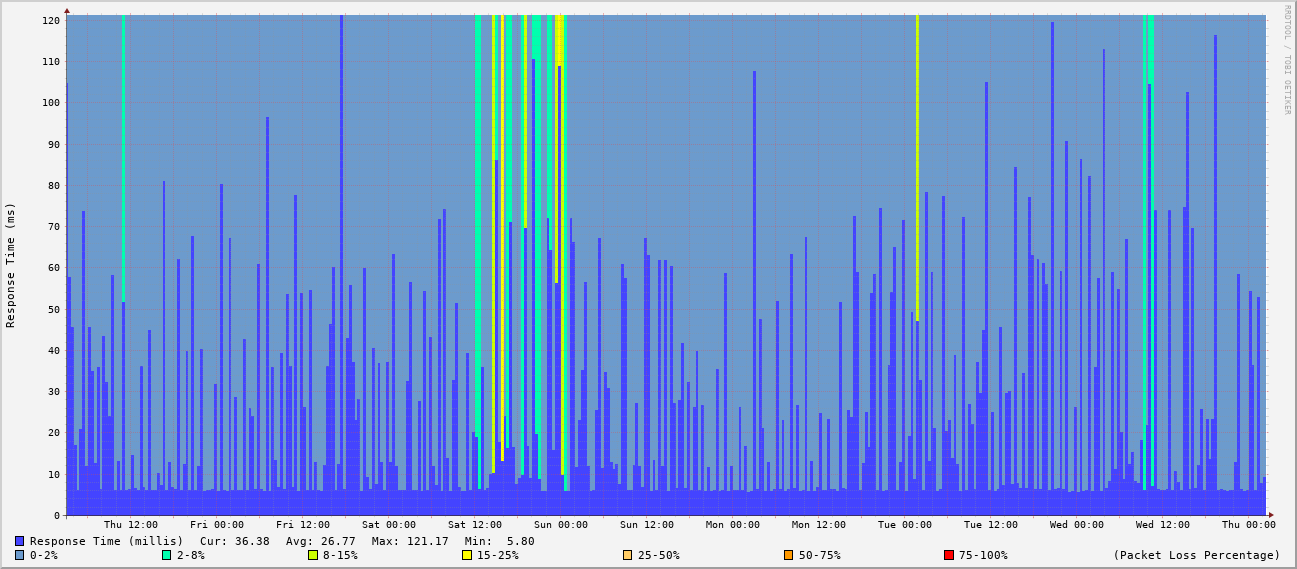 RRDTOOL / TOBI OETIKER
Response Time (ms)
120
110
100
90
80
70
60
50
40
30
20
10
0
Thu 12:00 Fri 00:00 Fri 12:00 Sat 00:00 Sat 12:00 Sun 00:00 Sun 12:00 Mon 00:00 Mon 12:00 Tue 00:00 Tue 12:00 Wed 00:00 Wed 12:00 Thu 00:00
Response Time (millis) Cur: 36.38 Avg: 26.77 Max: 121.17 Min: 5.80
0-2% 2-8% 8-15% 15-25% 25-50% 50-75% 75-100% (Packet Loss Percentage)